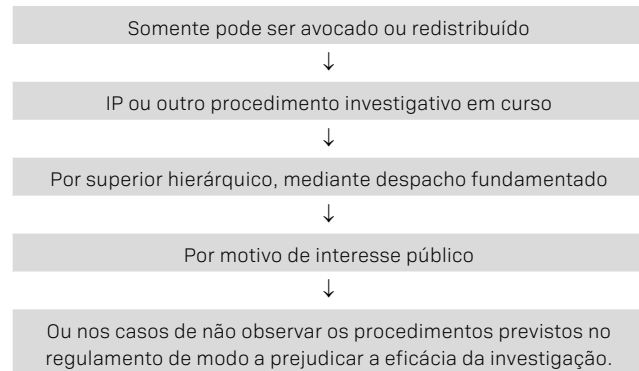 Somente pode ser avocado ou redistribuído
↓
IP ou outro procedimento investigativo em curso
↓
Por superior hierárquico, mediante despacho fundamentado
↓
Por motivo de interesse público
↓
Ou nos casos de não observar os procedimentos previstos no
regulamento de modo a prejudicar a eficácia da investigação.